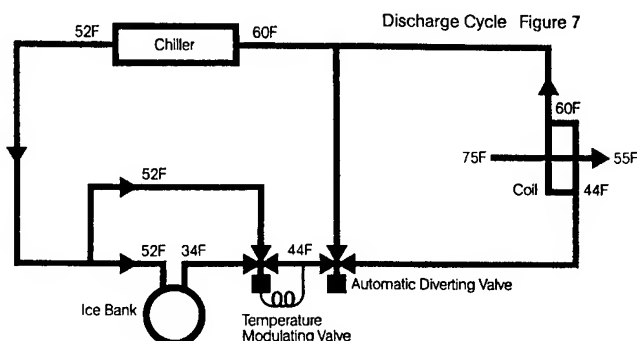 Discharge Cycle Figure 7
52F
Chiller
60F
60F
75F
55F
Coil
44F
52F
52F
34F
44F
Automatic Diverting Valve
Ice Bank
Temperature
Modulating Valve